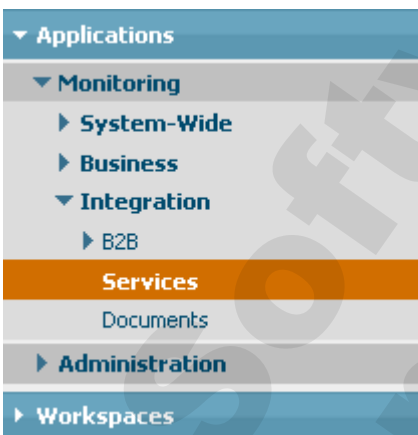 Applications
Monitoring
System-Wide
Business
Integration
B2B
Services
Documents
Administration
Workspaces